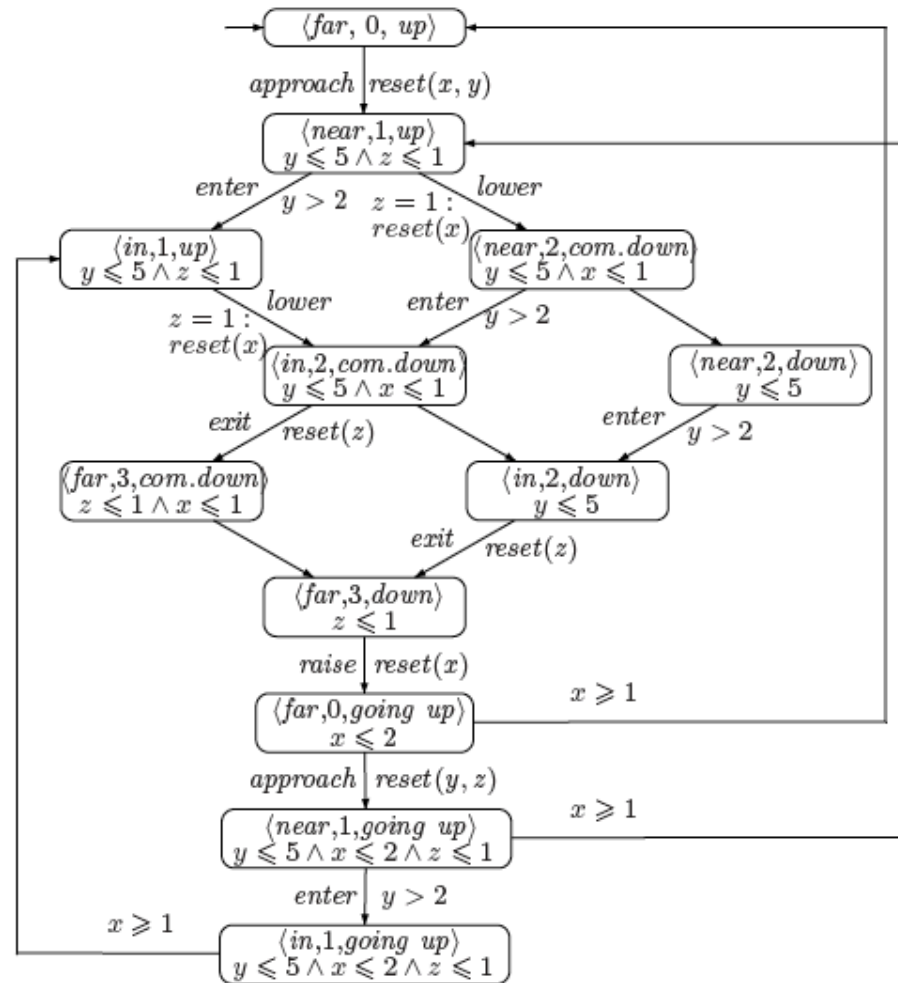 ⟨far, 0, up⟩
approach reset(x, y)
⟨near,1,up⟩
y ⩽ 5 ∧ z ⩽ 1
enter y > 2 z = 1 : lower
reset(x)
⟨in,1,up⟩
y ⩽ 5 ∧ z ⩽ 1
⟨near,2,com.down⟩
y ⩽ 5 ∧ x ⩽ 1
z = 1 : lower
reset(x)
enter y > 2
⟨in,2,com.down⟩
y ⩽ 5 ∧ x ⩽ 1
⟨near,2,down⟩
y ⩽ 5
exit reset(z)
enter y > 2
⟨far,3,com.down⟩
z ⩽ 1 ∧ x ⩽ 1
⟨in,2,down⟩
y ⩽ 5
exit reset(z)
⟨far,3,down⟩
z ⩽ 1
raise reset(x)
⟨far,0,going up⟩
x ⩽ 2
x ⩾ 1
approach reset(y, z)
⟨near,1,going up⟩
y ⩽ 5 ∧ x ⩽ 2 ∧ z ⩽ 1
x ⩾ 1
enter y > 2
x ⩾ 1
⟨in,1,going up⟩
y ⩽ 5 ∧ x ⩽ 2 ∧ z ⩽ 1